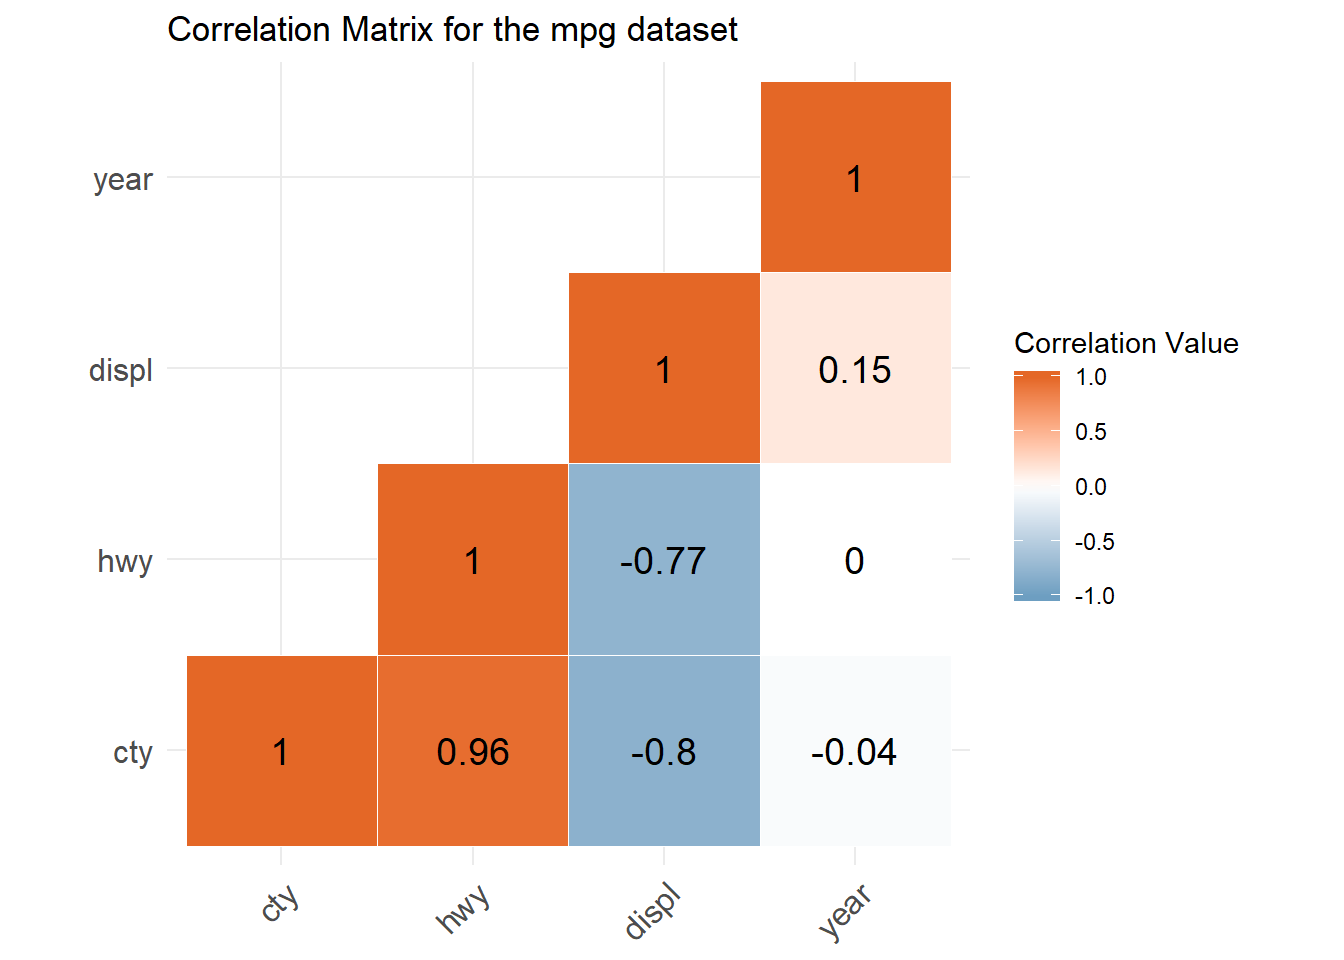 Correlation Matrix for the mpg dataset
year
1
displ
1
0.15
hwy
1
-0.77
0
cty
1
0.96
-0.8
-0.04
cty
hwy
displ
year
Correlation Value
1.0
0.5
0.0
-0.5
-1.0